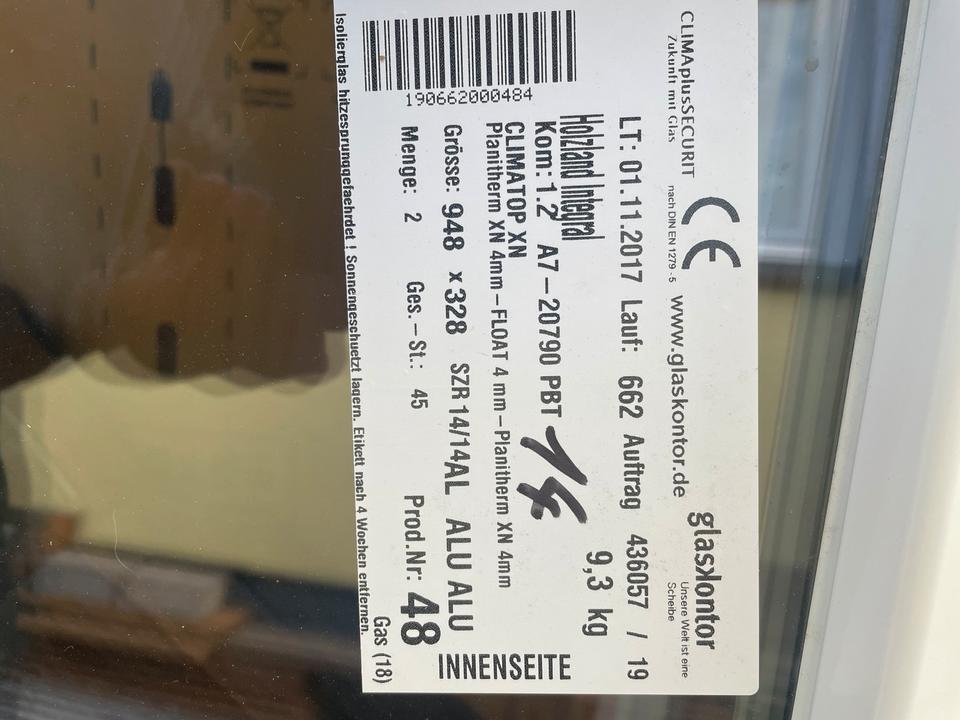 CLIMAplusSECURIT
Zukunft mit Glas
nach DIN EN 1279 - 5
www.glaskontor.de
glaskontor
Unsere Welt ist eine
Scheibe
LT: 01.11.2017 Lauf: 662 Auftrag 436057 / 19
Holzland Integral
9,3 kg
Kom: 1.2 A7-20790 PBT
14
CLIMATOP XN
Planitherm XN 4mm-FLOAT 4 mm-Planitherm XN 4mm
Grösse: 948 x 328 SZR 14/14AL ALU ALU
Menge: 2 Ges.-St.: 45 Prod.Nr: 48
INNENSEITE
190662000484
Gas (18)
Isolierglas hitzesprunggefaehrdet ! Sonnengeschuetzt lagern. Etikett nach 4 Wochen entfernen.